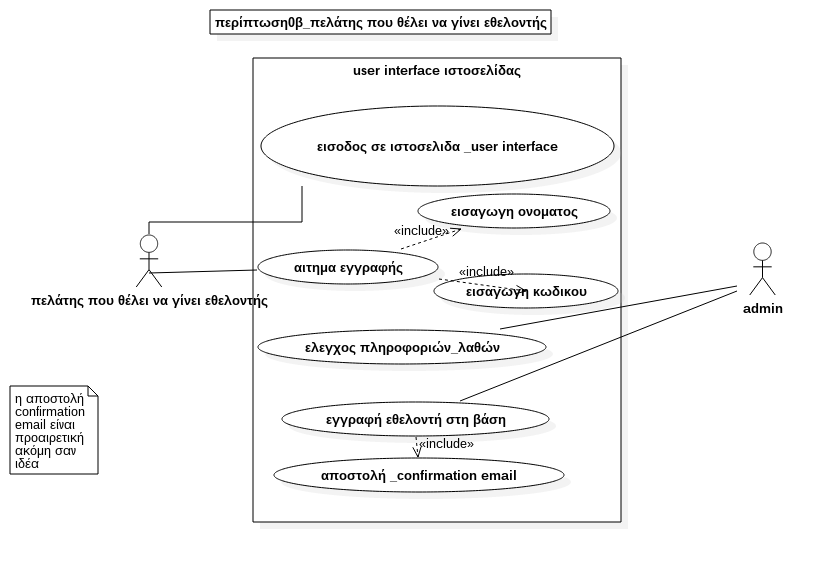 περίπτωση0β_πελάτης που θέλει να γίνει εθελοντής
user interface ιστοσελίδας
εισοδος σε ιστοσελιδα _user interface
εισαγωγη ονοματος
«include»
αιτημα εγγραφής
«include»
εισαγωγη κωδικου
πελάτης που θέλει να γίνει εθελοντής
admin
ελεγχος πληροφοριών_λαθών
εγγραφή εθελοντή στη βάση
«include»
αποστολή _confirmation email
η αποστολή
confirmation
email είναι
προαιρετική
ακόμη σαν
ιδέα